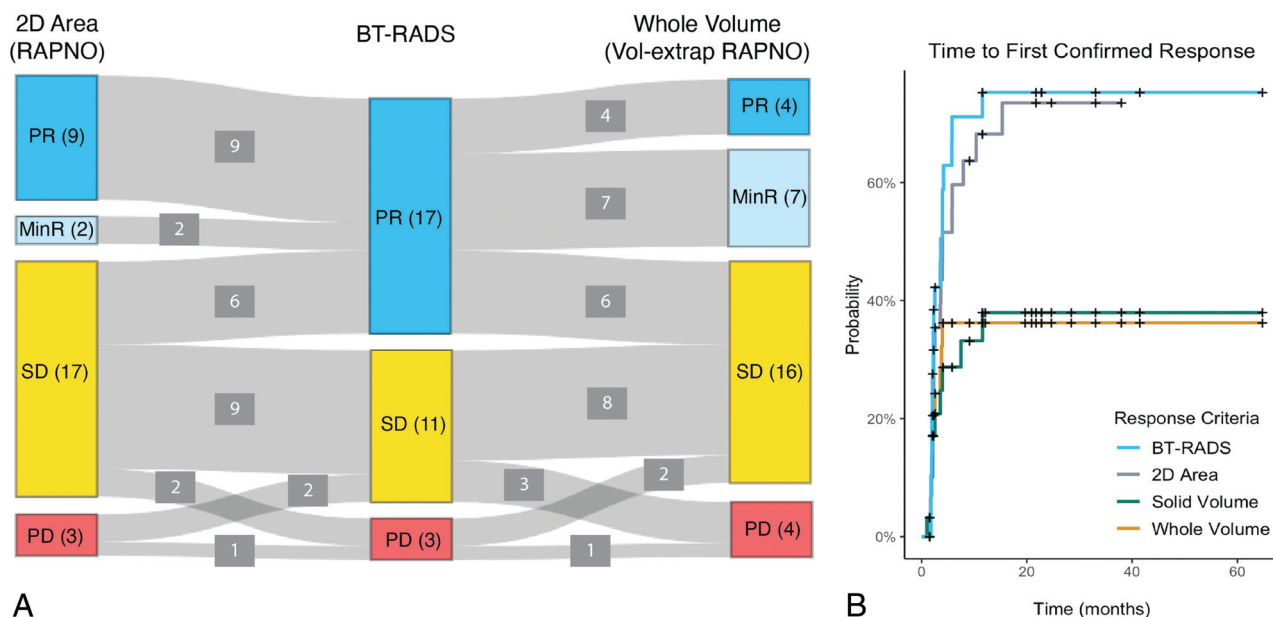 2D Area
(RAPNO)
BT-RADS
Whole Volume
(Vol-extrap RAPNO)
PR (9)
9
MinR (2)
2
SD (17)
6
9
2
2
PD (3)
1
PR (17)
SD (11)
PD (3)
4
7
6
8
3
2
1
PR (4)
MinR (7)
SD (16)
PD (4)
A
Time to First Confirmed Response
Probability
60%
40%
20%
0%
0
20
40
60
Time (months)
Response Criteria
BT-RADS
2D Area
Solid Volume
Whole Volume
B